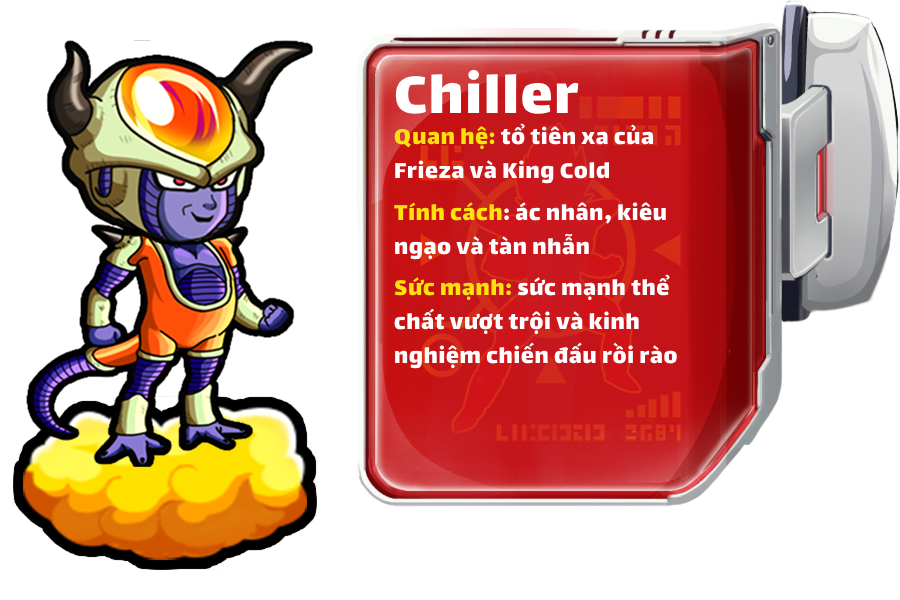 Chiller
Quan hệ: tổ tiên xa của
Frieza và King Cold
Tính cách: ác nhân, kiêu
ngạo và tàn nhẫn
Sức mạnh: sức mạnh thể
chất vượt trội và kinh
nghiệm chiến đấu rồi rào